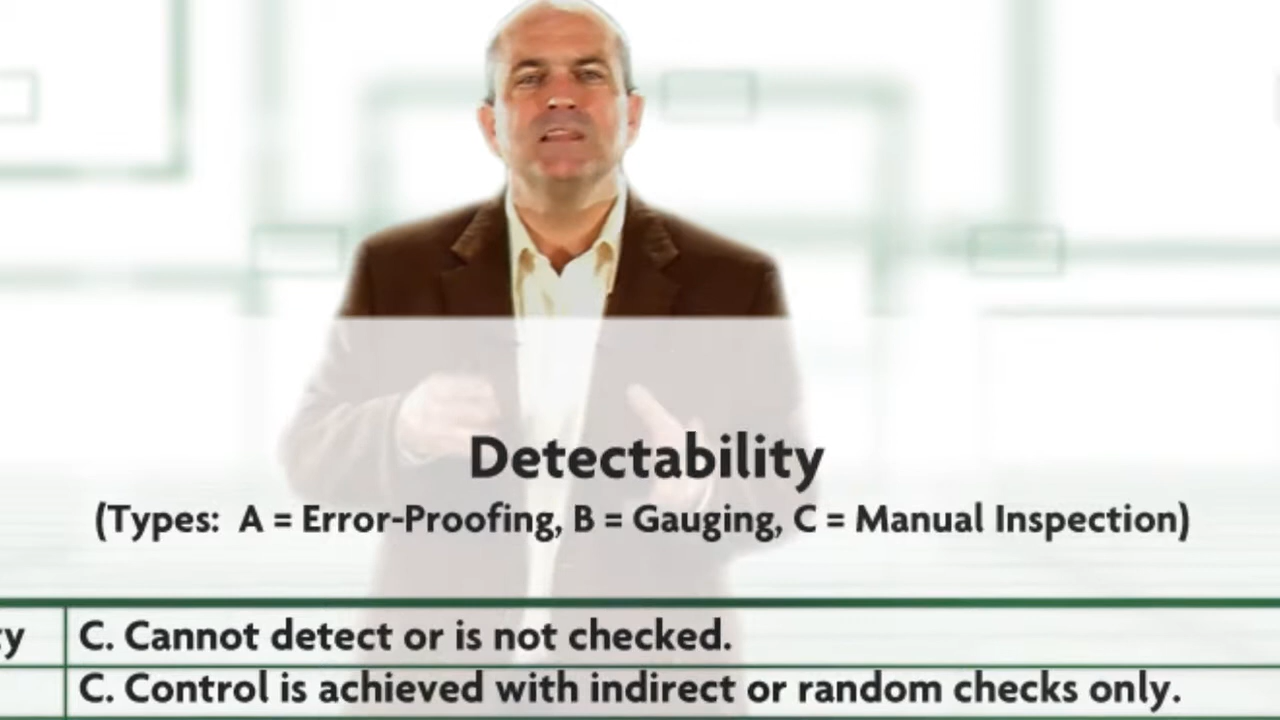 Detectability
(Types: A = Error-Proofing, B = Gauging, C = Manual Inspection)
C. Cannot detect or is not checked.
C. Control is achieved with indirect or random checks only.